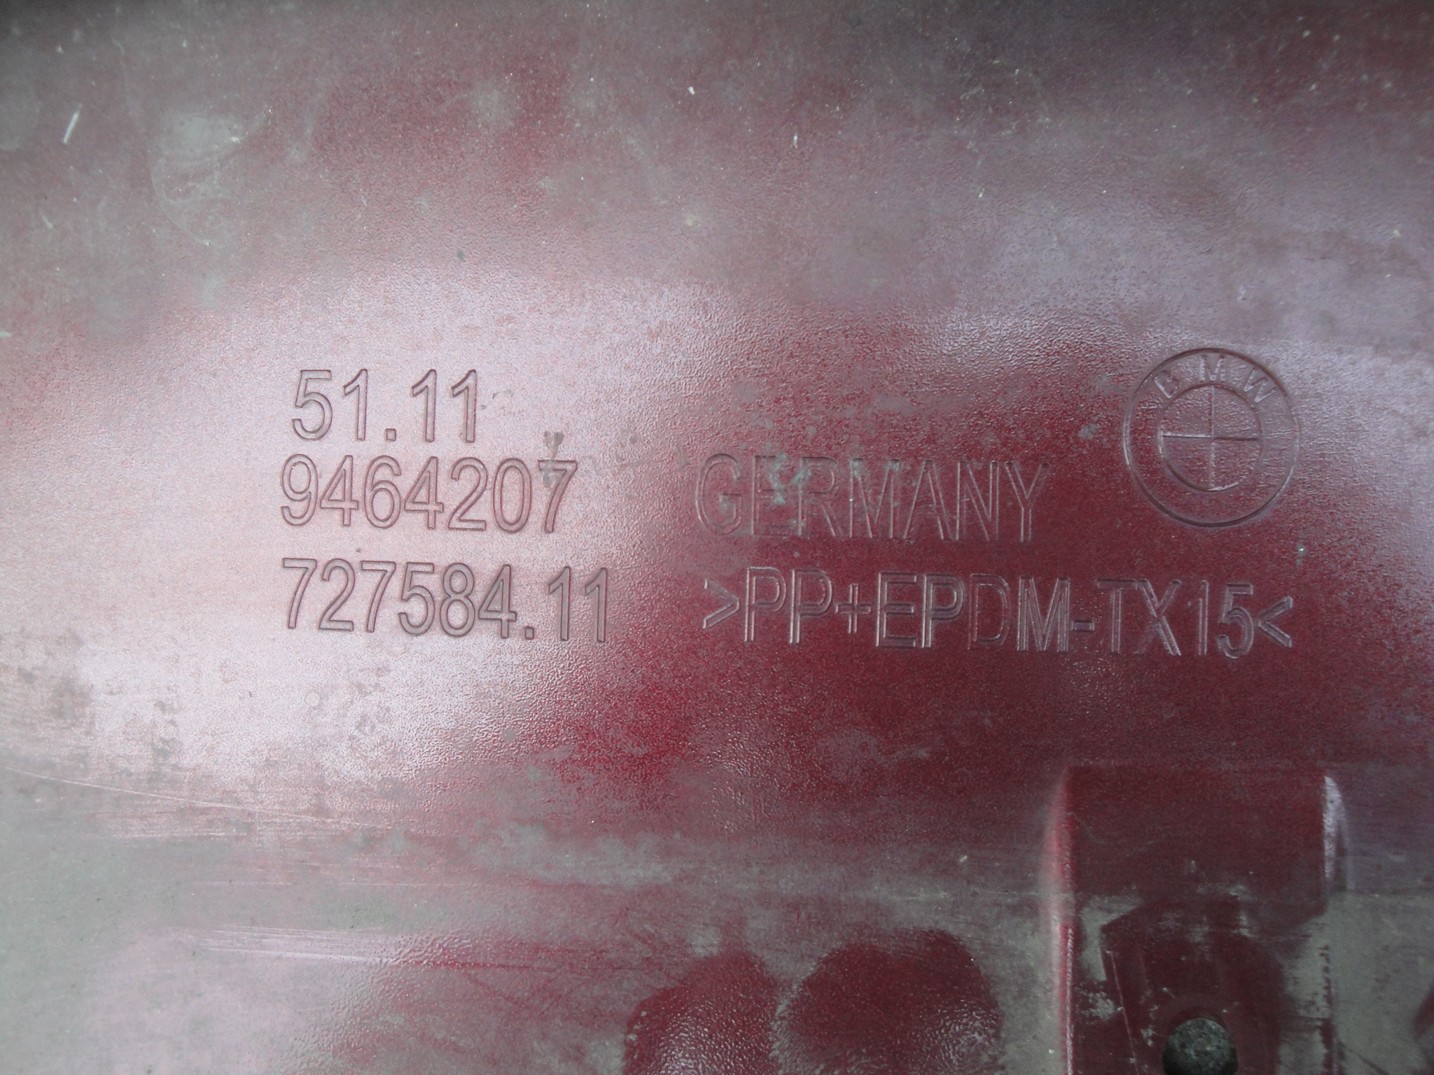 51.11
9464207
727584.11
GERMANY
>PP+EPDM-TX15<
BMW